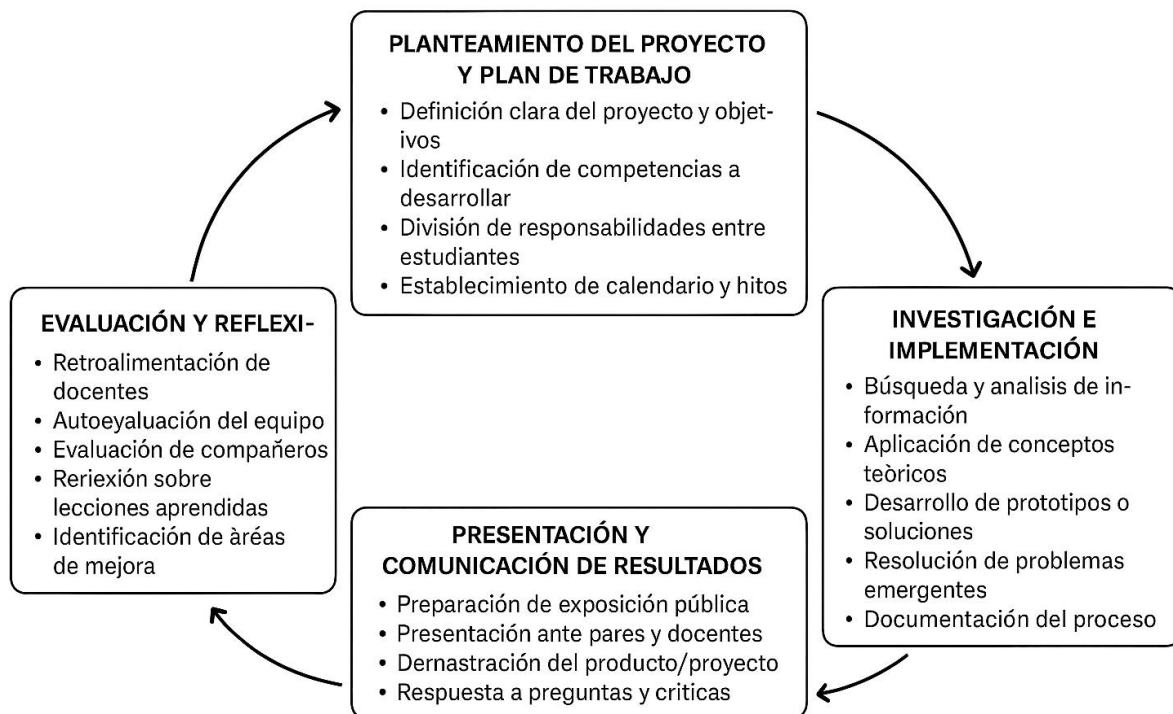 PLANTEAMIENTO DEL PROYECTO
Y PLAN DE TRABAJO
• Definición clara del proyecto y objet-
ivos
• Identificación de competencias a
desarrollar
• División de responsabilidades entre
estudiantes
• Establecimiento de calendario y hitos
INVESTIGACIÓN E
IMPLEMENTACIÓN
• Búsqueda y analisis de in-
formación
• Aplicación de conceptos
teòricos
• Desarrollo de prototipos o
soluciones
• Resolución de problemas
emergentes
• Documentación del proceso
PRESENTACIÓN Y
COMUNICACIÓN DE RESULTADOS
• Preparación de exposición pública
• Presentación ante pares y docentes
• Dernastración del producto/proyecto
• Respuesta a preguntas y criticas
EVALUACIÓN Y REFLEXI-
• Retroalimentación de
docentes
• Autoeyaluación del equipo
• Evaluación de compañeros
• Reriexión sobre
lecciones aprendidas
• Identificación de àréas
de mejora